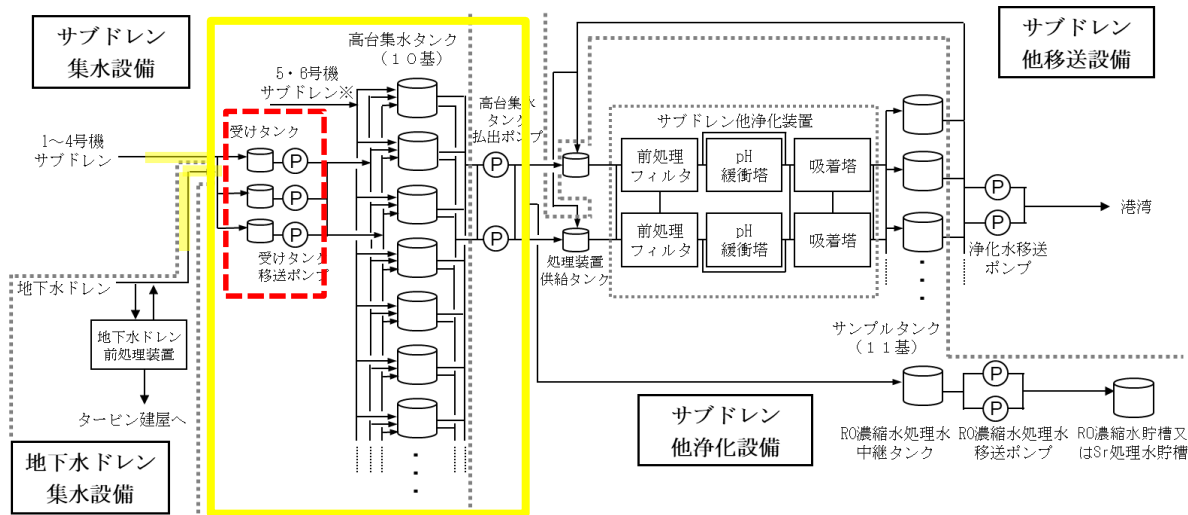 サブドレン
集水設備
高台集水タンク
(10基)
サブドレン
他移送設備
5・6号機
サブドレン※
高台集水
タンク
払出ポンプ
受けタンク
サブドレン他浄化装置
1~4号機
サブドレン
P
P
P
P
P
前処理
フィルタ
pH
緩衝塔
吸着塔
前処理
フィルタ
pH
緩衝塔
吸着塔
P
P
港湾
浄化水移送
ポンプ
受けタンク
移送ポンプ
処理装置
供給タンク
地下水ドレン
地下水ドレン
前処理装置
タービン建屋へ
サンプルタンク
(11基)
P
P
サブドレン
他浄化設備
RO濃縮水処理水
中継タンク
RO濃縮水処理水
移送ポンプ
RO濃縮水貯槽又
はSr処理水貯槽
地下水ドレン
集水設備